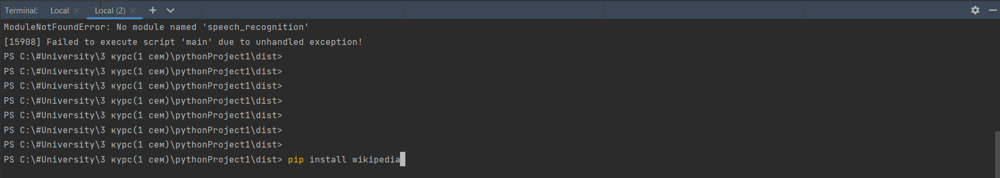 Terminal: Local Local (2)
ModuleNotFoundError: No module named 'speech_recognition'
[15908] Failed to execute script 'main' due to unhandled exception!
PS C:\#University\3 курс(1 сем)\pythonProject1\dist>
PS C:\#University\3 курс(1 сем)\pythonProject1\dist>
PS C:\#University\3 курс(1 сем)\pythonProject1\dist>
PS C:\#University\3 курс(1 сем)\pythonProject1\dist>
PS C:\#University\3 курс(1 сем)\pythonProject1\dist>
PS C:\#University\3 курс(1 сем)\pythonProject1\dist>
PS C:\#University\3 курс(1 сем)\pythonProject1\dist>
PS C:\#University\3 курс(1 сем)\pythonProject1\dist> pip install wikipedia